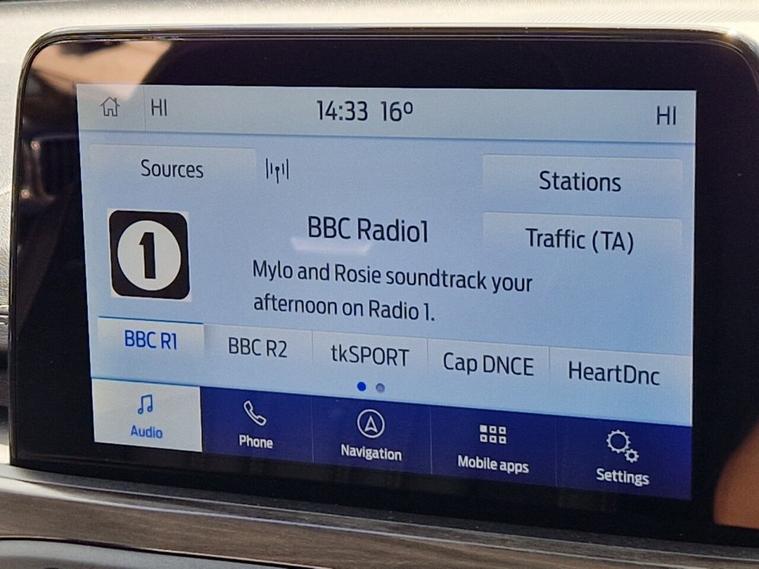 HI 14:33 16º HI
Sources Stations
BBC Radio1 Traffic (TA)
1
Mylo and Rosie soundtrack your
afternoon on Radio 1.
BBC R1 BBC R2 tkSPORT Cap DNCE HeartDnc
Audio Phone Navigation Mobile apps Settings